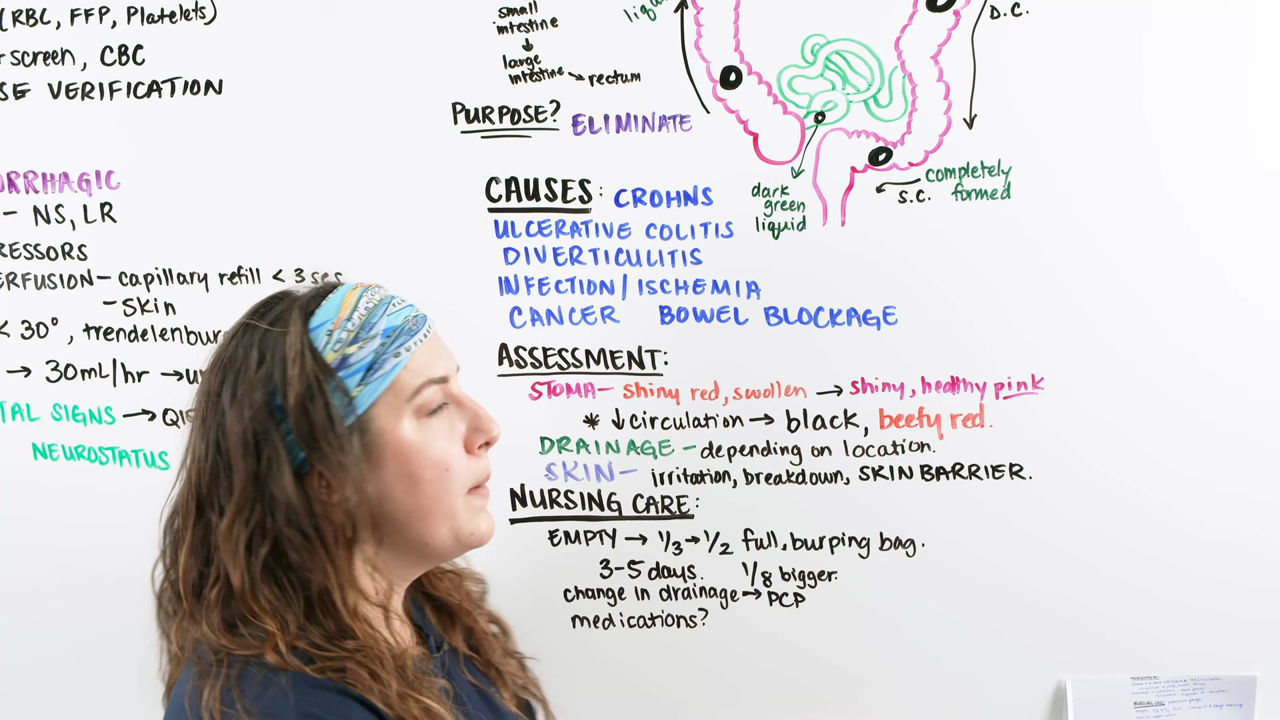 (RBC, FFP, Platelets)
screen, CBC
SE VERIFICATION
ORRHAGIC
- NS, LR
RESSORS
ERFUSION- capillary refill < 3 secs
- Skin
< 30°, trendelenburg
→ 30mL/hr →
TAL SIGNS →
NEUROSTATUS
small
intestine
↓
large
intestine → rectum
PURPOSE? ELIMINATE
D.C.
dark
green
liquid
S.C. completely
formed
CAUSES: CROHNS
ULCERATIVE COLITIS
DIVERTICULITIS
INFECTION/ISCHEMIA
CANCER BOWEL BLOCKAGE
ASSESSMENT:
STOMA- shiny red, swollen → shiny, healthy pink
* ↓circulation → black, beefy red.
DRAINAGE - depending on location.
SKIN- irritation, breakdown, SKIN BARRIER.
NURSING CARE:
EMPTY → 1/3 → 1/2 full, burping bag.
3-5 days. 1/8 bigger.
change in drainage → PCP
medications?